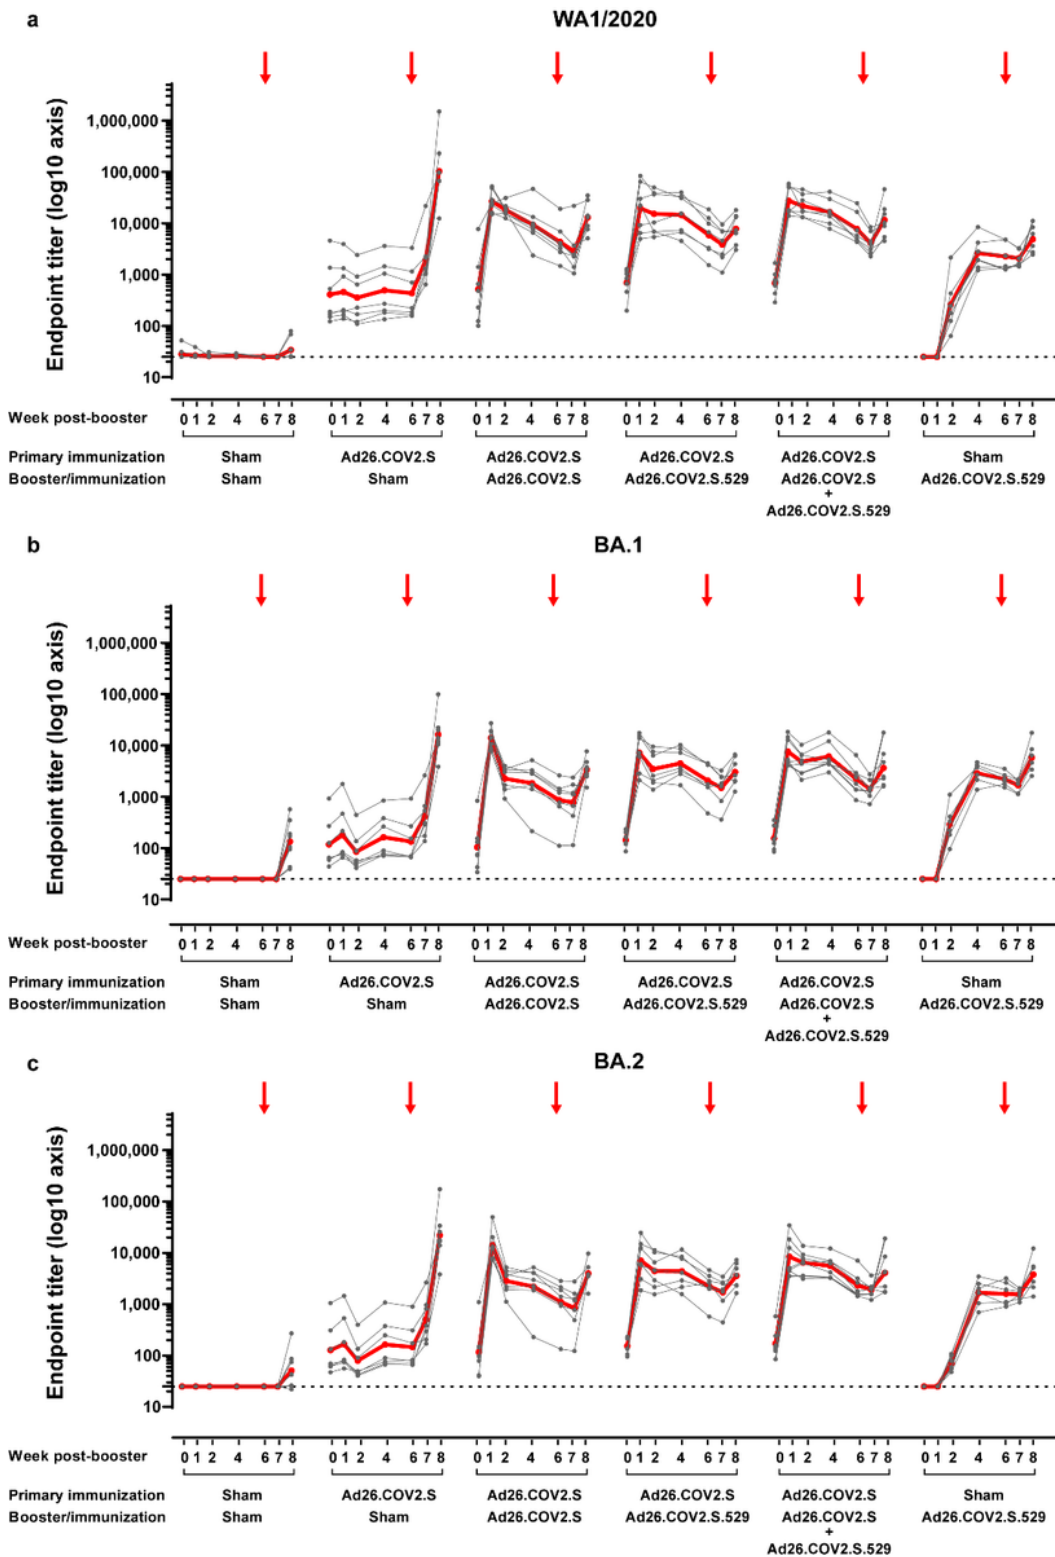 a
WA1/2020
Endpoint titer (log10 axis)
1,000,000
100,000
10,000
1,000
100
10
Week post-booster
0 1 2 4 6 7 8 0 1 2 4 6 7 8 0 1 2 4 6 7 8 0 1 2 4 6 7 8 0 1 2 4 6 7 8 0 1 2 4 6 7 8
Primary immunization Sham Ad26.COV2.S Ad26.COV2.S Ad26.COV2.S Ad26.COV2.S Sham
Booster/immunization Sham Sham Ad26.COV2.S Ad26.COV2.S.529 Ad26.COV2.S Ad26.COV2.S.529
+
Ad26.COV2.S.529
b
BA.1
Endpoint titer (log10 axis)
1,000,000
100,000
10,000
1,000
100
10
Week post-booster
0 1 2 4 6 7 8 0 1 2 4 6 7 8 0 1 2 4 6 7 8 0 1 2 4 6 7 8 0 1 2 4 6 7 8 0 1 2 4 6 7 8
Primary immunization Sham Ad26.COV2.S Ad26.COV2.S Ad26.COV2.S Ad26.COV2.S Sham
Booster/immunization Sham Sham Ad26.COV2.S Ad26.COV2.S.529 Ad26.COV2.S Ad26.COV2.S.529
+
Ad26.COV2.S.529
c
BA.2
Endpoint titer (log10 axis)
1,000,000
100,000
10,000
1,000
100
10
Week post-booster
0 1 2 4 6 7 8 0 1 2 4 6 7 8 0 1 2 4 6 7 8 0 1 2 4 6 7 8 0 1 2 4 6 7 8 0 1 2 4 6 7 8
Primary immunization Sham Ad26.COV2.S Ad26.COV2.S Ad26.COV2.S Ad26.COV2.S Sham
Booster/immunization Sham Sham Ad26.COV2.S Ad26.COV2.S.529 Ad26.COV2.S Ad26.COV2.S.529
+
Ad26.COV2.S.529